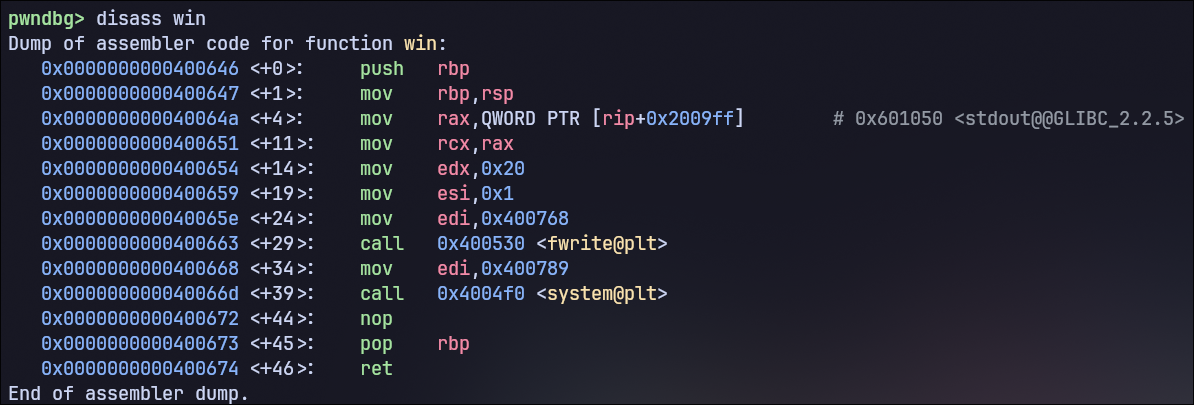 pwndbg> disass win
Dump of assembler code for function win:
   0x0000000000400646 <+0>:     push   rbp
   0x0000000000400647 <+1>:     mov    rbp,rsp
   0x000000000040064a <+4>:     mov    rax,QWORD PTR [rip+0x2009ff]        # 0x601050 <stdout@@GLIBC_2.2.5>
   0x0000000000400651 <+11>:    mov    rcx,rax
   0x0000000000400654 <+14>:    mov    edx,0x20
   0x0000000000400659 <+19>:    mov    esi,0x1
   0x000000000040065e <+24>:    mov    edi,0x400768
   0x0000000000400663 <+29>:    call   0x400530 <fwrite@plt>
   0x0000000000400668 <+34>:    mov    edi,0x400789
   0x000000000040066d <+39>:    call   0x4004f0 <system@plt>
   0x0000000000400672 <+44>:    nop
   0x0000000000400673 <+45>:    pop    rbp
   0x0000000000400674 <+46>:    ret
End of assembler dump.